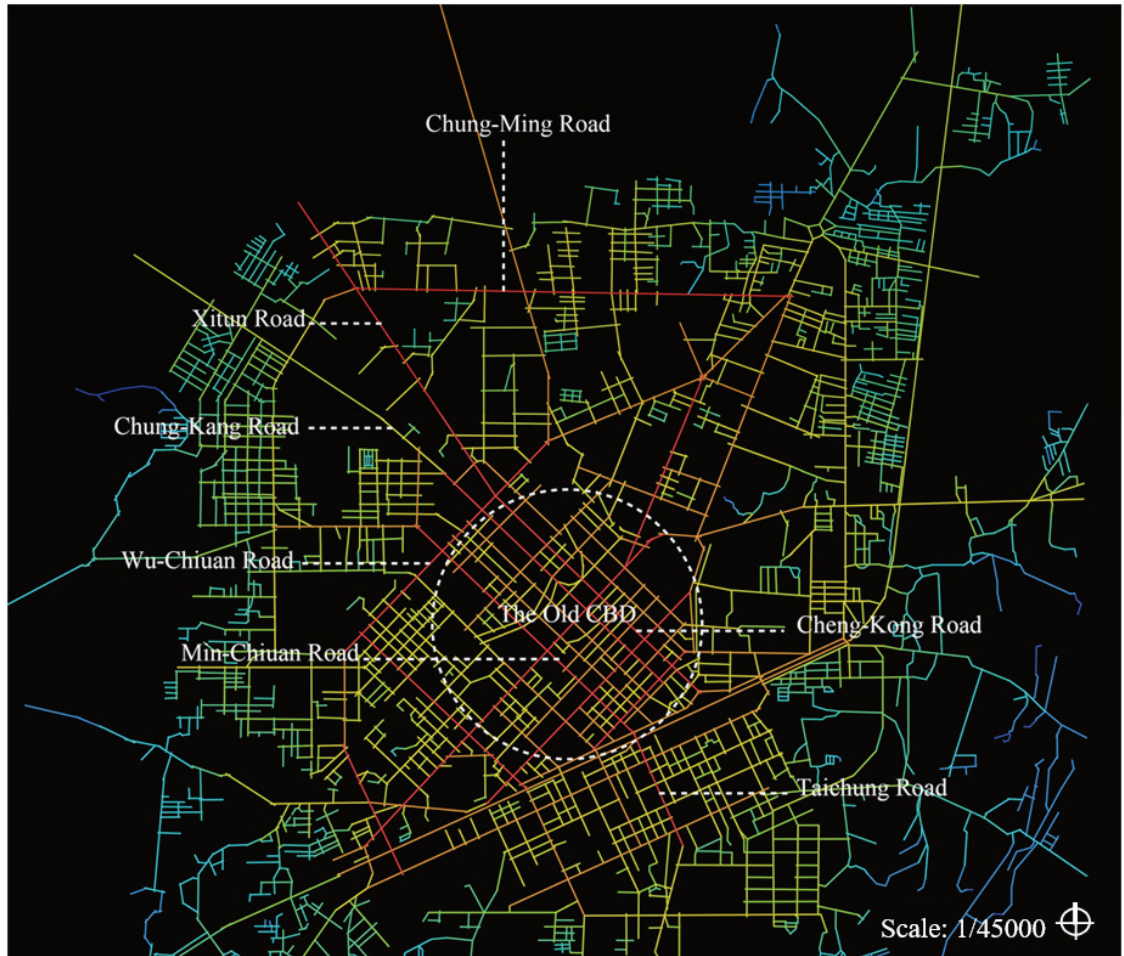 Chung-Ming Road
Xitun Road
Chung-Kang Road
Wu-Chiuan Road
The Old CBD
Cheng-Kong Road
Min-Chiuan Road
Taichung Road
Scale: 1/45000